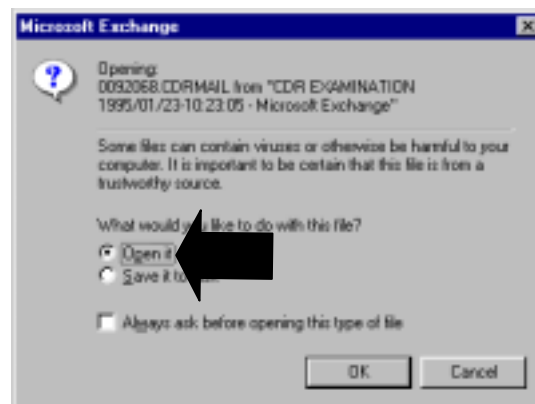 Microsoft Exchange
Opening:
0092068.CDRMAIL from "CDR EXAMINATION
1995/01/23-10:23:05 - Microsoft Exchange"
Some files can contain viruses or otherwise be harmful to your
computer. It is important to be certain that this file is from a
trustworthy source.
What would you like to do with this file?
Open it
Save it to
Always ask before opening this type of file
OK Cancel